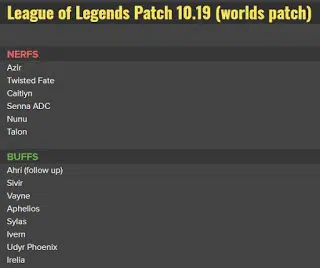 League of Legends Patch 10.19 (worlds patch)
NERFS
Azir
Twisted Fate
Caitlyn
Senna ADC
Nunu
Talon
BUFFS
Ahri (follow up)
Sivir
Vayne
Aphelios
Sylas
Ivern
Udyr Phoenix
Irelia